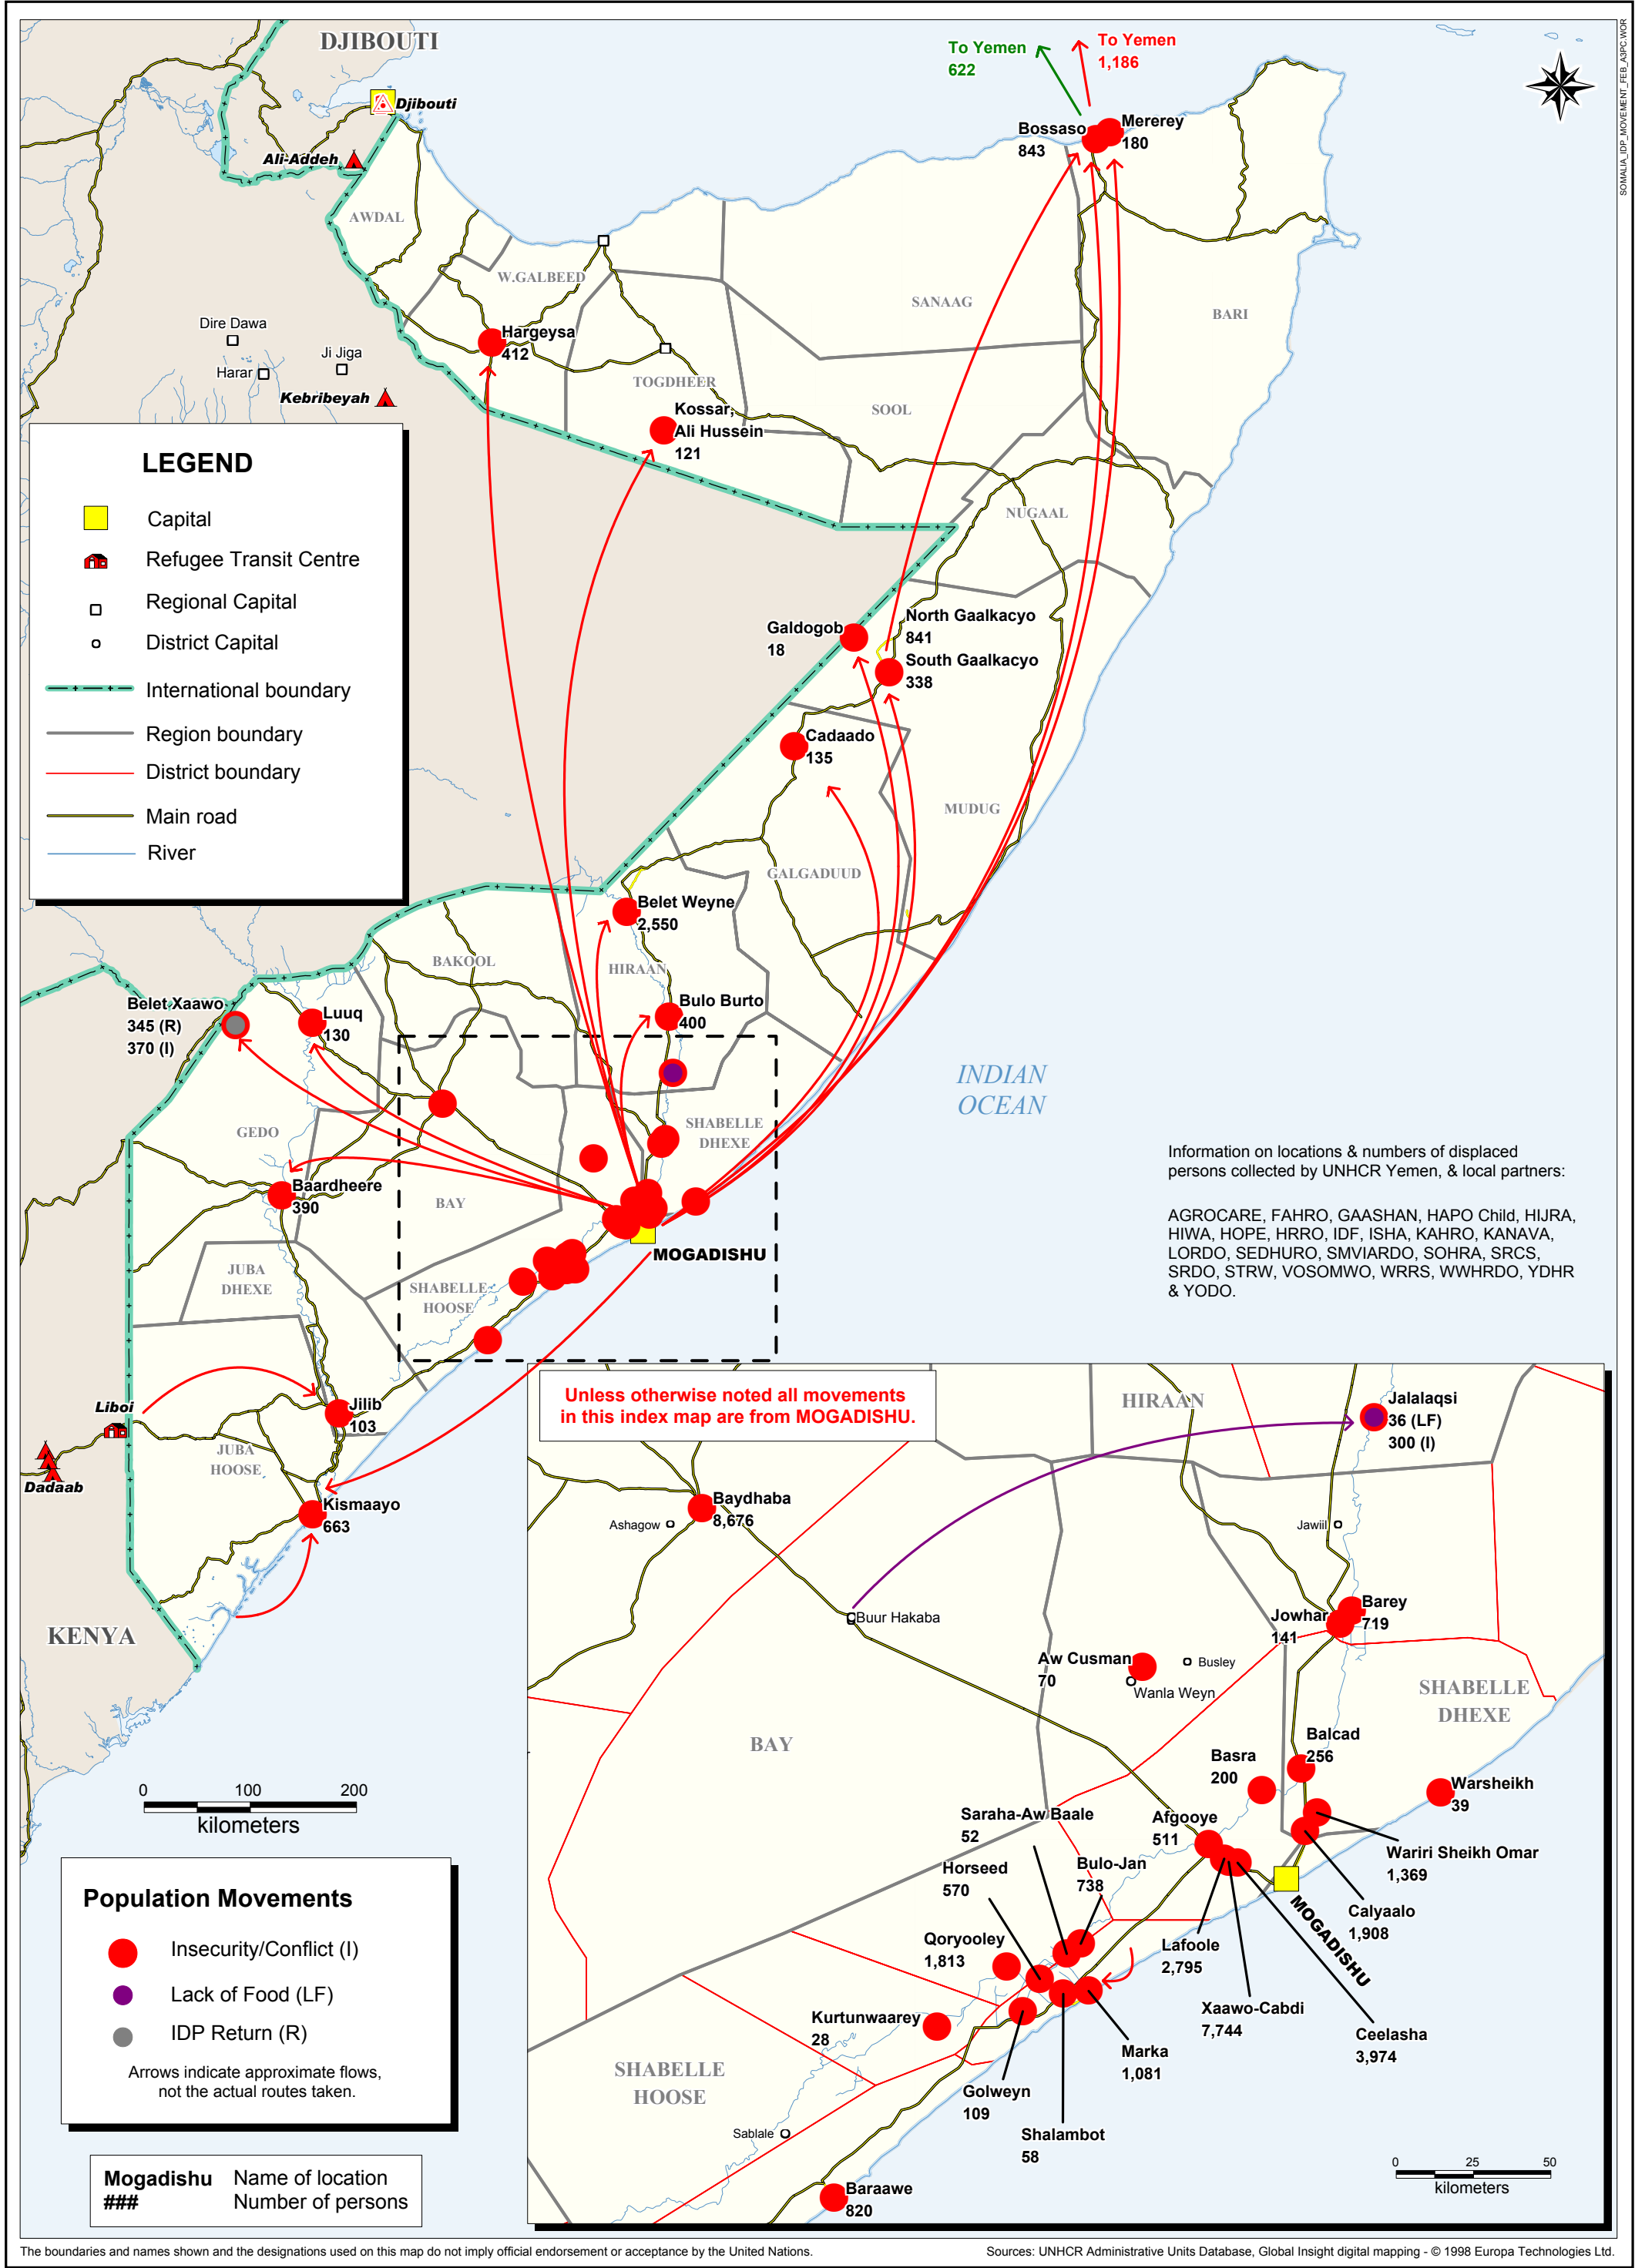 DJIBOUTI
To Yemen
622
To Yemen
1,186
SOMALIA_IDP_MOVEMENT_FEB_A3PC.WOR
Djibouti
Ali-Addeh
Bossaso
843
Mererey
180
AWDAL
W.GALBEED
SANAAG
BARI
Dire Dawa
Ji Jiga
Harar
Kebribeyah
Hargeysa
412
TOGDHEER
SOOL
Kossar,
Ali Hussein
121
NUGAAL
LEGEND
Capital
Refugee Transit Centre
Regional Capital
District Capital
International boundary
Region boundary
District boundary
Main road
River
Galdogob
18
North Gaalkacyo
841
South Gaalkacyo
338
Cadaado
135
MUDUG
GALGADUUD
Belet Weyne
2,550
BAKOOL
HIRAAN
Belet Xaawo
345 (R)
370 (I)
Luuq
130
Bulo Burto
400
INDIAN
OCEAN
GEDO
SHABELLE
DHEXE
Baardheere
390
BAY
MOGADISHU
JUBA
DHEXE
SHABELLE
HOOSE
Information on locations & numbers of displaced
persons collected by UNHCR Yemen, & local partners:
AGROCARE, FAHRO, GAASHAN, HAPO Child, HIJRA,
HIWA, HOPE, HRRO, IDF, ISHA, KAHRO, KANAVA,
LORDO, SEDHURO, SMVIARDO, SOHRA, SRCS,
SRDO, STRW, VOSOMWO, WRRS, WWHRDO, YDHR
& YODO.
Liboi
Jilib
103
JUBA
HOOSE
Dadaab
Kismaayo
663
KENYA
Unless otherwise noted all movements
in this index map are from MOGADISHU.
HIRAAN
Jalalaqsi
36 (LF)
300 (I)
Baydhaba
8,676
Ashagow
Jawiil
Buur Hakaba
Jowhar
141
Barey
719
Aw Cusman
70
Busley
Wanla Weyn
SHABELLE
DHEXE
BAY
Balcad
256
Basra
200
Warsheikh
39
Saraha-Aw Baale
52
Afgooye
511
Wariri Sheikh Omar
1,369
Horseed
570
Bulo-Jan
738
Calyaalo
1,908
MOGADISHU
Qoryooley
1,813
Lafoole
2,795
Xaawo-Cabdi
7,744
Ceelasha
3,974
Kurtunwaarey
28
Marka
1,081
SHABELLE
HOOSE
Golweyn
109
Shalambot
58
Sablale
Baraawe
820
0 25 50
kilometers
0 100 200
kilometers
Population Movements
Insecurity/Conflict (I)
Lack of Food (LF)
IDP Return (R)
Arrows indicate approximate flows,
not the actual routes taken.
Mogadishu Name of location
### Number of persons
The boundaries and names shown and the designations used on this map do not imply official endorsement or acceptance by the United Nations.
Sources: UNHCR Administrative Units Database, Global Insight digital mapping - © 1998 Europa Technologies Ltd.